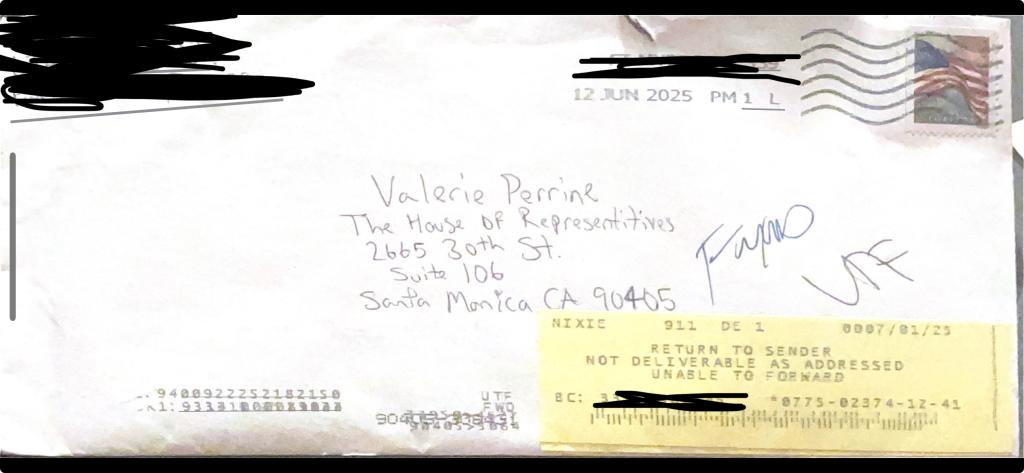 12 JUN 2025 PM 1 L
Valerie Perrine
The House Of Representitives
2665 30th St.
Suite 106
Santa Monica CA 90405
UTF
NIXIE 911 DE 1 0007/01/25
RETURN TO SENDER
NOT DELIVERABLE AS ADDRESSED
UNABLE TO FORWARD
BC: *0775-02374-12-41
9400922252182150
UTF
FWD